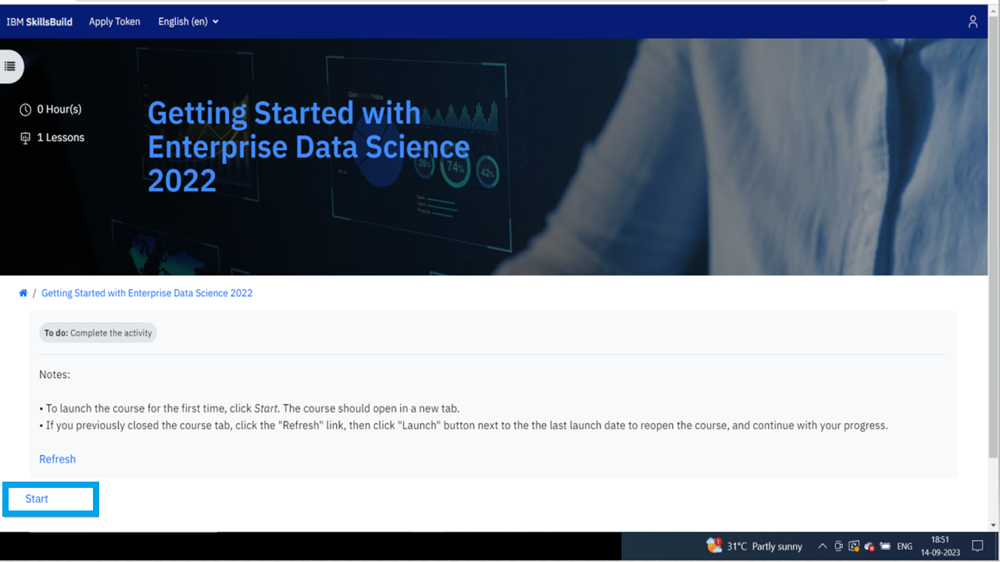 IBM SkillsBuild Apply Token English (en)
0 Hour(s)
1 Lessons
Getting Started with
Enterprise Data Science
2022
26% 74% 42%
Getting Started with Enterprise Data Science 2022
To do: Complete the activity
Notes:
• To launch the course for the first time, click Start. The course should open in a new tab.
• If you previously closed the course tab, click the "Refresh" link, then click "Launch" button next to the the last launch date to reopen the course, and continue with your progress.
Refresh
Start
1 31°C Partly sunny ENG 18:51
14-09-2023